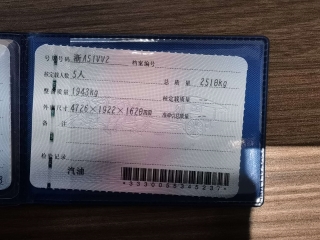 号牌号码 浙A51VV2 档案编号
核定载人数 5人 总质量 2518kg
整备质量 1943kg 核定载质量 --
外廓尺寸 4726×1922×1628mm 准牵引总质量 --
备注
检验记录
汽油